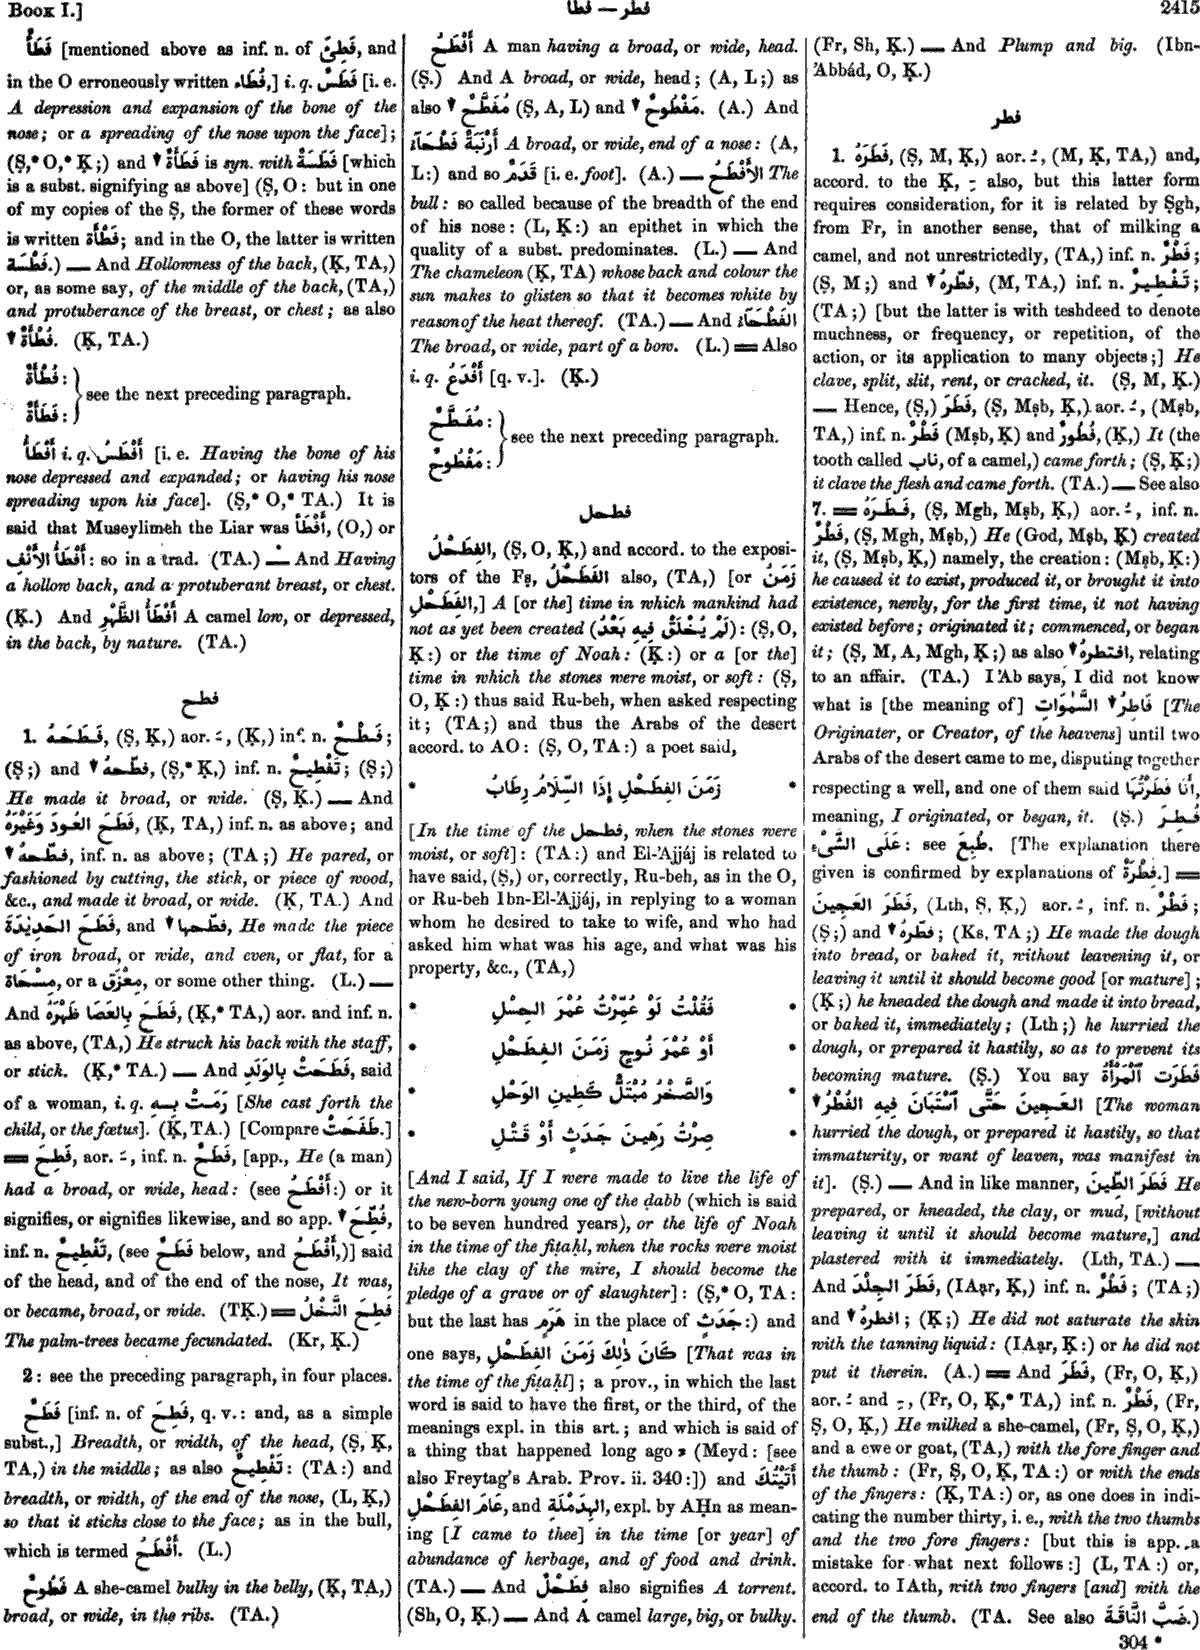 Book I.]
فطر — فطأ
2415
فَطَأٌ [mentioned above as inf. n. of فَطِئَ, and
in the O erroneously written فُطَاء,] i. q. فَطَسٌ [i. e.
A depression and expansion of the bone of the
nose; or a spreading of the nose upon the face];
(Ṣ,* O,* Ḳ;) and ▼ فَطَأَةٌ is syn. with فَطَسَةٌ [which
is a subst. signifying as above] (Ṣ, O: but in one
of my copies of the Ṣ, the former of these words
is written فُطْأَة; and in the O, the latter is written
فُطْسَة.) — And Hollowness of the back, (Ḳ, TA,)
or, as some say, of the middle of the back, (TA,)
and protuberance of the breast, or chest; as also
▼ فُطْأَةٌ. (Ḳ, TA.)
فُطْأَةٌ :
فَطَأَةٌ :
see the next preceding paragraph.
أَفْطَأُ i. q. أَفْطَسُ [i. e. Having the bone of his
nose depressed and expanded; or having his nose
spreading upon his face]. (Ṣ,* O,* TA.) It is
said that Museylimeh the Liar was أَفْطَأ, (O,) or
أَفْطَأُ الأَنْفِ: so in a trad. (TA.) — And Having
a hollow back, and a protuberant breast, or chest.
(Ḳ.) And أَفْطَأُ الظَّهْرِ A camel low, or depressed,
in the back, by nature. (TA.)
فطح
1. فَطَحَهُ, (Ṣ, Ḳ,) aor. ـَ, (Ḳ,) inf. n. فَطْحٌ;
(Ṣ;) and ▼ فطّحهُ, (Ṣ,* Ḳ,) inf. n. تَفْطِيحٌ; (Ṣ;)
He made it broad, or wide. (Ṣ, Ḳ.) — And
فَطَحَ العُودَ وَغَيْرَهُ, (Ḳ, TA,) inf. n. as above; and
▼ فطّحهُ, inf. n. as above; (TA;) He pared, or
fashioned by cutting, the stick, or piece of wood,
&c., and made it broad, or wide. (Ḳ, TA.) And
فَطَحَ الحَدِيدَةَ, and ▼ فطّحها, He made the piece
of iron broad, or wide, and even, or flat, for a
مِسْحَاة, or a مِعْزَق, or some other thing. (L.) —
And فَطَحَ بِالعَصَا ظَهْرَهُ, (Ḳ,* TA,) aor. and inf. n.
as above, (TA,) He struck his back with the staff,
or stick. (Ḳ,* TA.) — And فَطَحَتْ بِالوَلَدِ, said
of a woman, i. q. رَمَتْ بِهِ [She cast forth the
child, or the fœtus]. (Ḳ, TA.) [Compare طَفَحَتْ.]
= فَطِحَ, aor. ـَ, inf. n. فَطَحٌ, [app., He (a man)
had a broad, or wide, head: (see أَفْطَحُ:) or it
signifies, or signifies likewise, and so app. ▼ فُطِّحَ,
inf. n. تَفْطِيحٌ, (see فَطَحٌ below, and أَفْطَحُ,)] said
of the head, and of the end of the nose, It was,
or became, broad, or wide. (TḲ.) = فَطِحَ النَّخْلُ
The palm-trees became fecundated. (Kr, Ḳ.)
2: see the preceding paragraph, in four places.
فَطَحٌ [inf. n. of فَطِحَ, q. v.: and, as a simple
subst.,] Breadth, or width, of the head, (Ṣ, Ḳ,
TA,) in the middle; as also تَفْطِيحٌ: (TA:) and
breadth, or width, of the end of the nose, (L, Ḳ,)
so that it sticks close to the face; as in the bull,
which is termed أَفْطَحُ. (L.)
فَطُوحٌ A she-camel bulky in the belly, (Ḳ, TA,)
broad, or wide, in the ribs. (TA.)
أَفْطَحُ A man having a broad, or wide, head.
(Ṣ.) And A broad, or wide, head; (A, L;) as
also ▼ مُفَطَّحٌ (Ṣ, A, L) and ▼ مَفْطُوحٌ. (A.) And
أَرْنَبَةٌ فَطْحَآءُ A broad, or wide, end of a nose: (A,
L:) and so قَدَمٌ [i. e. foot]. (A.) — الأَفْطَحُ The
bull: so called because of the breadth of the end
of his nose: (L, Ḳ:) an epithet in which the
quality of a subst. predominates. (L.) — And
The chameleon (Ḳ, TA) whose back and colour the
sun makes to glisten so that it becomes white by
reason of the heat thereof. (TA.) — And الفَطْحَآءُ
The broad, or wide, part of a bow. (L.) = Also
i. q. أَفْدَعُ [q. v.]. (Ḳ.)
مُفَطَّحٌ :
مَفْطُوحٌ :
see the next preceding paragraph.
فطحل
الفِطَحْلُ, (Ṣ, O, Ḳ,) and accord. to the exposi-
tors of the Fṣ, الفَطَحْلُ also, (TA,) [or زَمَنُ
الفِطَحْلِ,] A [or the] time in which mankind had
not as yet been created (لَمْ يُخْلَقْ فِيهِ بَعْدُ): (Ṣ, O,
Ḳ:) or the time of Noah: (Ḳ:) or a [or the]
time in which the stones were moist, or soft: (Ṣ,
O, Ḳ:) thus said Ru-beh, when asked respecting
it; (TA;) and thus the Arabs of the desert
accord. to AO: (Ṣ, O, TA:) a poet said,
* زَمَنَ الفِطَحْلِ إِذَا السِّلَامُ رِطَابُ *
[In the time of the فطحل, when the stones were
moist, or soft]: (TA:) and El-'Ajjáj is related to
have said, (Ṣ,) or, correctly, Ru-beh, as in the O,
or Ru-beh Ibn-El-'Ajjáj, in replying to a woman
whom he desired to take to wife, and who had
asked him what was his age, and what was his
property, &c., (TA,)
* فَقُلْتُ لَوْ عُمِّرْتُ عُمْرَ الحِسْلِ *
* أَوْ عُمْرَ نُوحٍ زَمَنَ الفِطَحْلِ *
* وَالصَّخْرُ مُبْتَلٌّ كَطِينِ الوَحْلِ *
* صِرْتُ رَهِينَ جَدَثٍ أَوْ قَتْلِ *
[And I said, If I were made to live the life of
the new-born young one of the ḍabb (which is said
to be seven hundred years), or the life of Noah
in the time of the fiṭaḥl, when the rocks were moist
like the clay of the mire, I should become the
pledge of a grave or of slaughter]: (Ṣ,* O, TA:
but the last has هَرَمٍ in the place of جَدَثٍ:) and
one says, كَانَ ذٰلِكَ زَمَنَ الفِطَحْلِ [That was in
the time of the fiṭaḥl]; a prov., in which the last
word is said to have the first, or the third, of the
meanings expl. in this art.; and which is said of
a thing that happened long ago: (Meyd: [see
also Freytag's Arab. Prov. ii. 340:]) and أَتَيْتُكَ
عَامَ الفِطَحْلِ, and الهِدَمْلَةِ, expl. by AḤn as mean-
ing [I came to thee] in the time [or year] of
abundance of herbage, and of food and drink.
(TA.) — And فِطَحْلٌ also signifies A torrent.
(Sh, O, Ḳ.) — And A camel large, big, or bulky.
(Fr, Sh, Ḳ.) — And Plump and big. (Ibn-
'Abbád, O, Ḳ.)
فطر
1. فَطَرَهُ, (Ṣ, M, Ḳ,) aor. ـُ, (M, Ḳ, TA,) and,
accord. to the Ḳ, ـِ also, but this latter form
requires consideration, for it is related by Ṣgh,
from Fr, in another sense, that of milking a
camel, and not unrestrictedly, (TA,) inf. n. فَطْرٌ;
(Ṣ, M;) and ▼ فطّرهُ, (M, TA,) inf. n. تَفْطِيرٌ;
(TA;) [but the latter is with teshdeed to denote
muchness, or frequency, or repetition, of the
action, or its application to many objects;] He
clave, split, slit, rent, or cracked, it. (Ṣ, M, Ḳ.)
— Hence, (Ṣ,) فَطَرَ, (Ṣ, Mṣb, Ḳ,) aor. ـُ, (Mṣb,
TA,) inf. n. فَطْرٌ (Mṣb, Ḳ) and فُطُورٌ, (Ḳ,) It (the
tooth called ناب, of a camel,) came forth; (Ṣ, Ḳ;)
it clave the flesh and came forth. (TA.) — See also
7. = فَطَرَهُ, (Ṣ, Mgh, Mṣb, Ḳ,) aor. ـُ, inf. n.
فَطْرٌ, (Ṣ, Mgh, Mṣb,) He (God, Mṣb, Ḳ) created
it, (Ṣ, Mṣb, Ḳ,) namely, the creation: (Mṣb, Ḳ:)
he caused it to exist, produced it, or brought it into
existence, newly, for the first time, it not having
existed before; originated it; commenced, or began
it; (Ṣ, M, A, Mgh, Ḳ;) as also ▼ افتطرهُ, relating
to an affair. (TA.) I 'Ab says, I did not know
what is [the meaning of] ▼ فَاطِرُ السَّمٰوَاتِ [The
Originater, or Creator, of the heavens] until two
Arabs of the desert came to me, disputing together
respecting a well, and one of them said أَنَا فَطَرْتُهَا,
meaning, I originated, or began, it. (Ṣ.) فُطِرَ
عَلَى الشَّىْءِ: see طُبِعَ. [The explanation there
given is confirmed by explanations of فِطْرَةٌ.] =
فَطَرَ العَجِينَ, (Lth, Ṣ, Ḳ,) aor. ـُ, inf. n. فَطْرٌ;
(Ṣ;) and ▼ فطرهُ; (Ks, TA;) He made the dough
into bread, or baked it, without leavening it, or
leaving it until it should become good [or mature];
(Ḳ;) he kneaded the dough and made it into bread,
or baked it, immediately; (Lth;) he hurried the
dough, or prepared it hastily, so as to prevent its
becoming mature. (Ṣ.) You say فَطَرَتِ ٱلْمَرْأَةُ
العَجِينَ حَتَّى ٱسْتَبَانَ فِيهِ الفُطْرُ ▼ [The woman
hurried the dough, or prepared it hastily, so that
immaturity, or want of leaven, was manifest in
it]. (Ṣ.) — And in like manner, فَطَرَ الطِّينَ He
prepared, or kneaded, the clay, or mud, [without
leaving it until it should become mature,] and
plastered with it immediately. (Lth, TA.) —
And فَطَرَ الجِلْدَ, (IAạr, Ḳ,) inf. n. فَطْرٌ; (TA;)
and ▼ افطرهُ; (Ḳ;) He did not saturate the skin
with the tanning liquid: (IAạr, Ḳ:) or he did not
put it therein. (A.) = And فَطَرَ, (Fr, O, Ḳ,)
aor. ـُ and ـِ, (Fr, O, Ḳ,* TA,) inf. n. فَطْرٌ, (Fr,
Ṣ, O, Ḳ,) He milked a she-camel, (Fr, Ṣ, O, Ḳ,)
and a ewe or goat, (TA,) with the fore finger and
the thumb: (Fr, Ṣ, O, Ḳ, TA:) or with the ends
of the fingers: (Ḳ, TA:) or, as one does in indi-
cating the number thirty, i. e., with the two thumbs
and the two fore fingers: [but this is app. a
mistake for what next follows:] (L, TA:) or,
accord. to IAth, with two fingers [and] with the
end of the thumb. (TA. See also ضَبَّ النَّاقَةَ.)
304 *